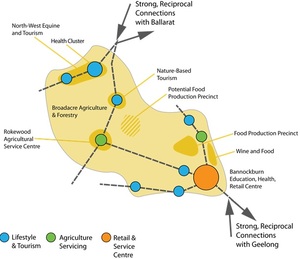 Strong, Reciprocal
Connections
with Ballarat
North-West Equine
and Tourism
Health Cluster
Nature-Based
Tourism
Potential Food
Production Precinct
Broadacre Agriculture
& Forestry
Rokewood
Agricultural
Service Centre
Food Production Precinct
Wine and Food
Bannockburn
Education, Health,
Retail Centre
Strong, Reciprocal
Connections
with Geelong
Lifestyle
& Tourism
Agriculture
Servicing
Retail &
Service
Centre